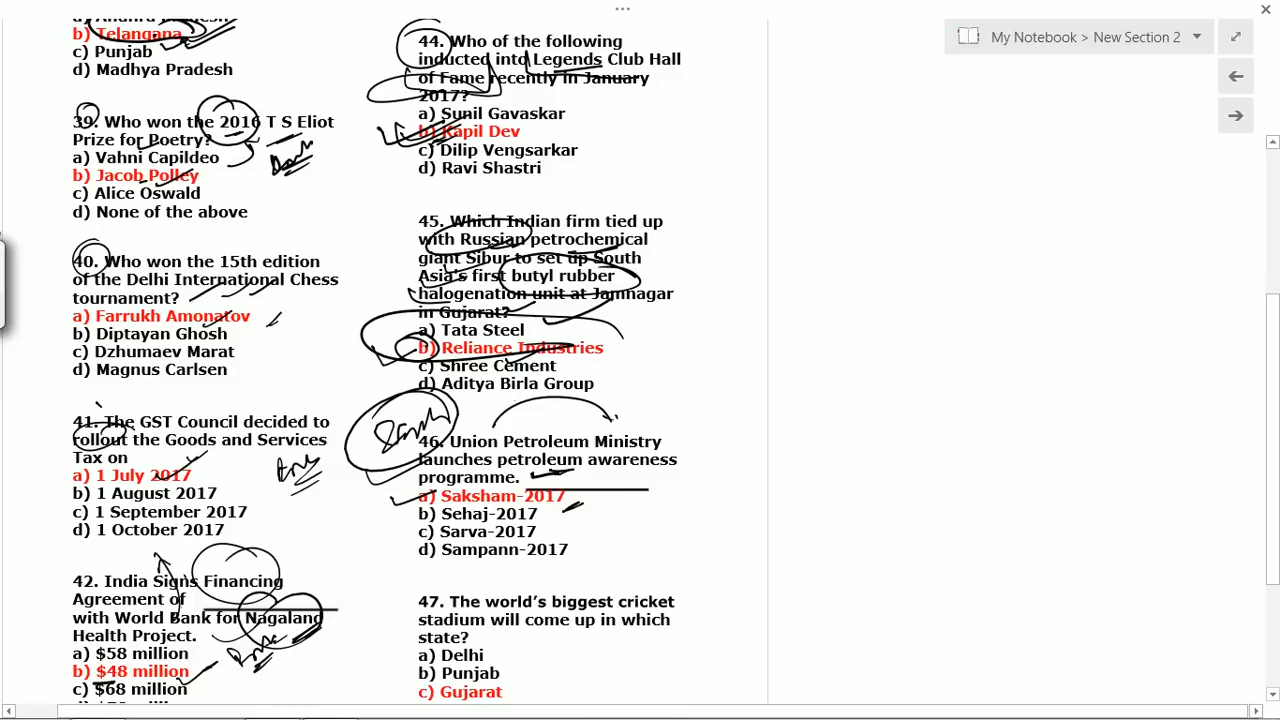 b) Telangana
c) Punjab
d) Madhya Pradesh
39. Who won the 2016 T S Eliot
Prize for Poetry?
a) Vahni Capildeo
b) Jacob Polley
c) Alice Oswald
d) None of the above
40. Who won the 15th edition
of the Delhi International Chess
tournament?
a) Farrukh Amonatov
b) Diptayan Ghosh
c) Dzhumaev Marat
d) Magnus Carlsen
41. The GST Council decided to
rollout the Goods and Services
Tax on
a) 1 July 2017
b) 1 August 2017
c) 1 September 2017
d) 1 October 2017
42. India Signs Financing
Agreement of
with World Bank for Nagaland
Health Project.
a) $58 million
b) $48 million
c) $68 million
44. Who of the following
inducted into Legends Club Hall
of Fame recently in January
2017?
a) Sunil Gavaskar
b) Kapil Dev
c) Dilip Vengsarkar
d) Ravi Shastri
45. Which Indian firm tied up
with Russian petrochemical
giant Sibur to set up South
Asia's first butyl rubber
halogenation unit at Jamnagar
in Gujarat?
a) Tata Steel
b) Reliance Industries
c) Shree Cement
d) Aditya Birla Group
46. Union Petroleum Ministry
launches petroleum awareness
programme.
a) Saksham-2017
b) Sehaj-2017
c) Sarva-2017
d) Sampann-2017
47. The world's biggest cricket
stadium will come up in which
state?
a) Delhi
b) Punjab
c) Gujarat
My Notebook > New Section 2